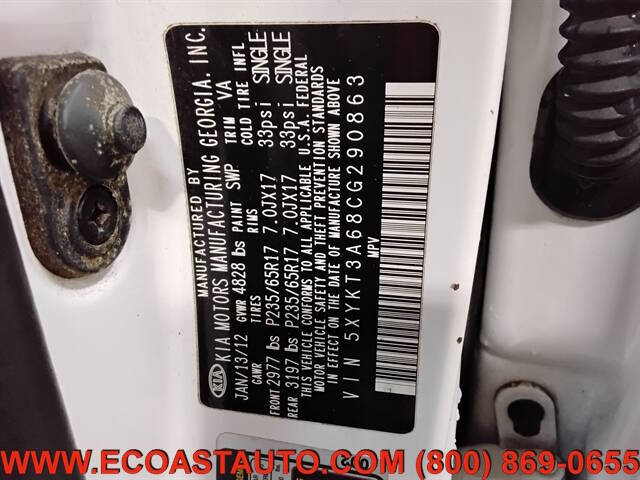 MANUFACTURED BY
KIA KIA MOTORS MANUFACTURING GEORGIA. INC.
JAN/13/12 GVWR 4828 lbs PAINT SWP TRIM VA
GAWR TIRES RIMS COLD TIRE INFL
FRONT 2977 lbs P235/65R17 7.0JX17 33psi SINGLE
REAR 3197 lbs P235/65R17 7.0JX17 33psi SINGLE
THIS VEHICLE CONFORMS TO ALL APPLICABLE U.S.A. FEDERAL
MOTOR VEHICLE SAFETY AND THEFT PREVENTION STANDARDS
IN EFFECT ON THE DATE OF MANUFACTURE SHOWN ABOVE
VIN 5XYKT3A68CG290863
MPV
WWW.ECOASTAUTO.COM (800) 869-0655